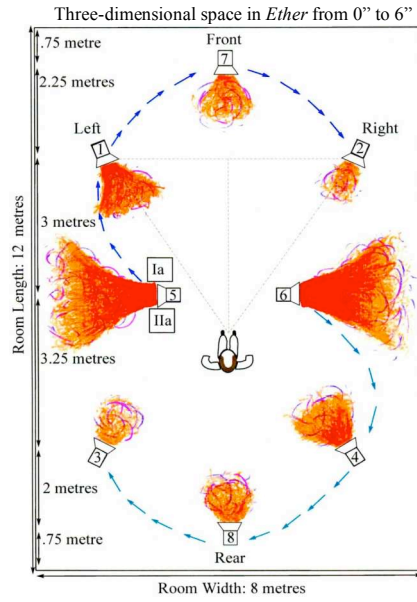 Three-dimensional space in Ether from 0” to 6”
.75 metre
Front
7
2.25 metres
Left
Right
1
2
3 metres
Ia
5
6
IIa
Room Length: 12 metres
3.25 metres
3
4
2 metres
8
.75 metre
Rear
Room Width: 8 metres